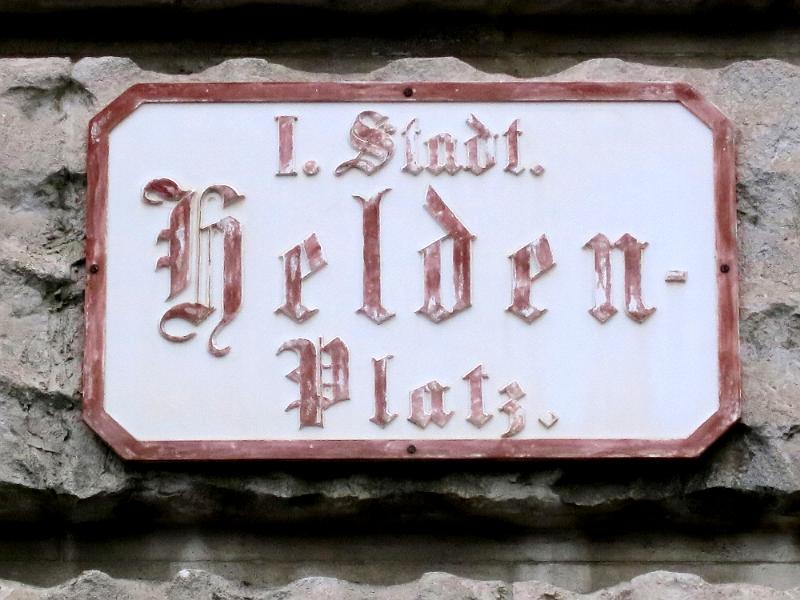 I. Stadt.
Helden-
Platz.